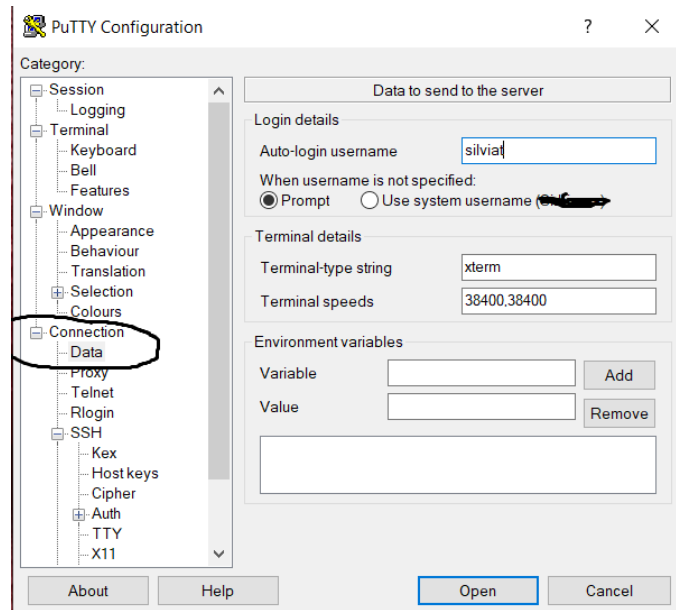 PuTTY Configuration
?
Category:
Session
Logging
Terminal
Keyboard
Bell
Features
Window
Appearance
Behaviour
Translation
Selection
Colours
Connection
Data
Proxy
Telnet
Rlogin
SSH
Kex
Host keys
Cipher
Auth
TTY
X11
Data to send to the server
Login details
Auto-login username silviat
When username is not specified:
Prompt Use system username (
Terminal details
Terminal-type string xterm
Terminal speeds 38400,38400
Environment variables
Variable Add
Value Remove
About Help Open Cancel